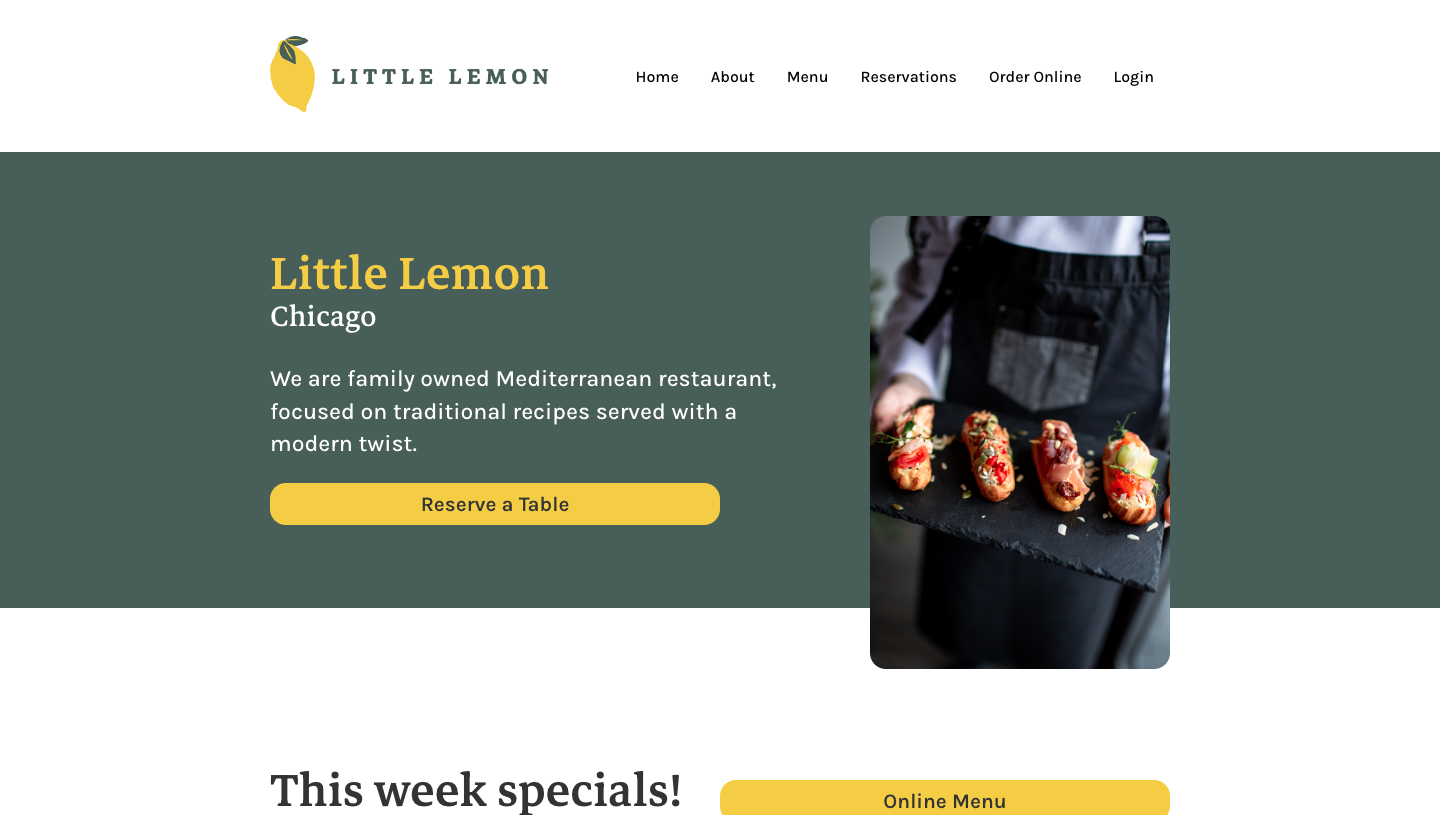 LITTLE LEMON
Home About Menu Reservations Order Online Login
Little Lemon
Chicago
We are family owned Mediterranean restaurant,
focused on traditional recipes served with a
modern twist.
Reserve a Table
This week specials!
Online Menu